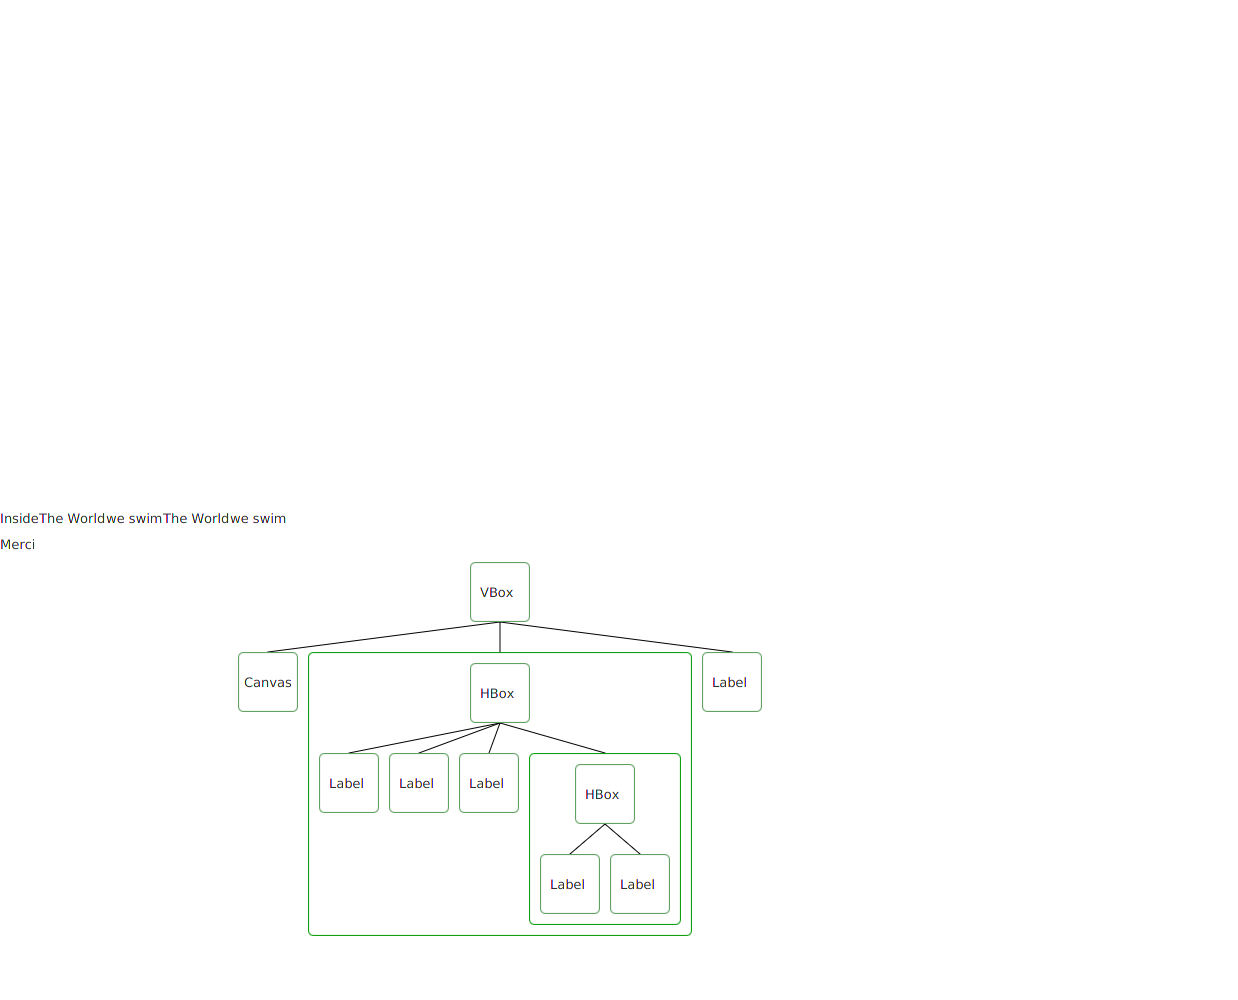 InsideThe Worldwe swimThe Worldwe swim
Merci
VBox
Canvas HBox Label
Label Label Label HBox
Label Label